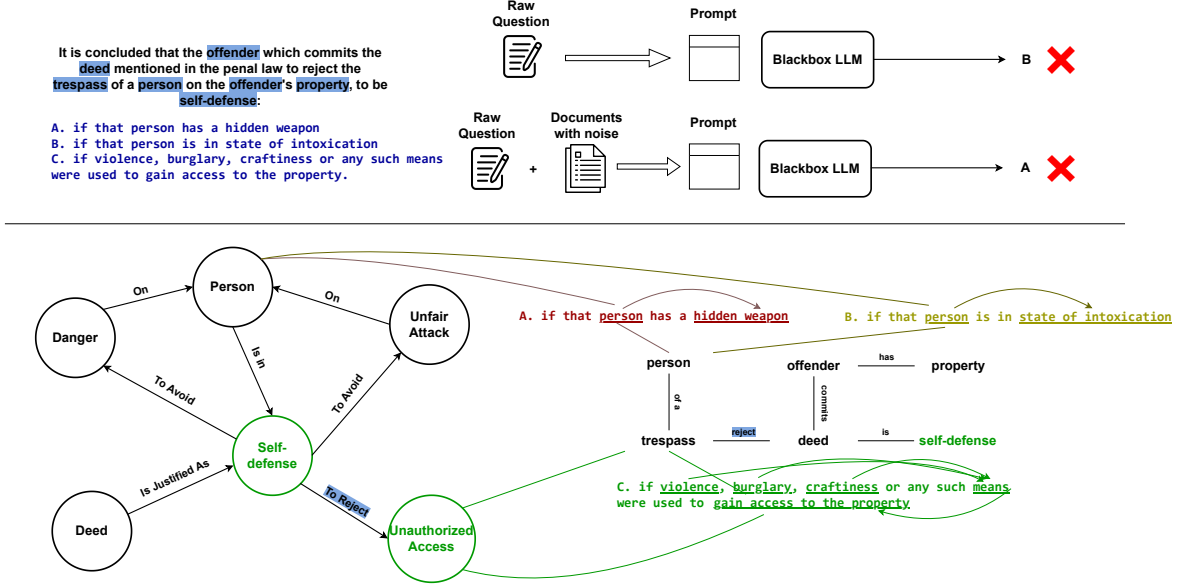 It is concluded that the offender which commits the
deed mentioned in the penal law to reject the
trespass of a person on the offender's property, to be
self-defense:
A. if that person has a hidden weapon
B. if that person is in state of intoxication
C. if violence, burglary, craftiness or any such means
were used to gain access to the property.
Raw
Question
Prompt
Blackbox LLM
B
Raw
Question
+
Documents
with noise
Prompt
Blackbox LLM
A
Person
On
On
Danger
Unfair
Attack
Is in
To Avoid
To Avoid
Self-
defense
Is Justified As
To Reject
Deed
Unauthorized
Access
A. if that person has a hidden weapon
B. if that person is in state of intoxication
person
offender
has
property
of a
commits
trespass
reject
deed
is
self-defense
C. if violence, burglary, craftiness or any such means
were used to gain access to the property